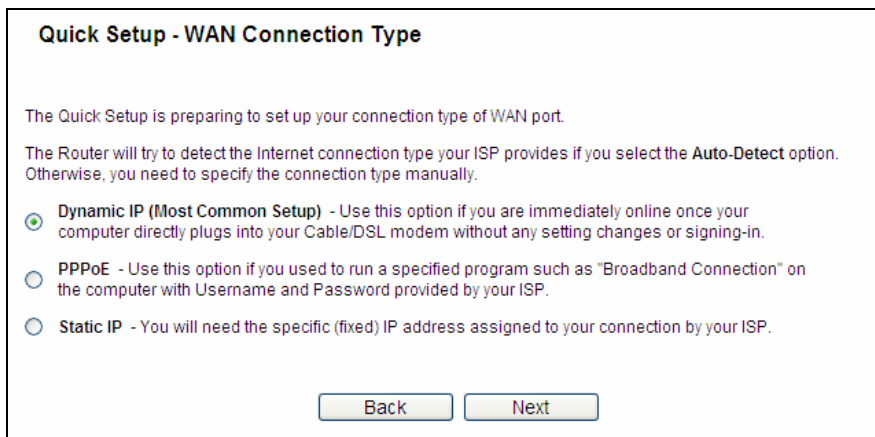 Quick Setup - WAN Connection Type
The Quick Setup is preparing to set up your connection type of WAN port.
The Router will try to detect the Internet connection type your ISP provides if you select the Auto-Detect option.
Otherwise, you need to specify the connection type manually.
Dynamic IP (Most Common Setup) - Use this option if you are immediately online once your
computer directly plugs into your Cable/DSL modem without any setting changes or signing-in.
PPPoE - Use this option if you used to run a specified program such as "Broadband Connection" on
the computer with Username and Password provided by your ISP.
Static IP - You will need the specific (fixed) IP address assigned to your connection by your ISP.
Back Next